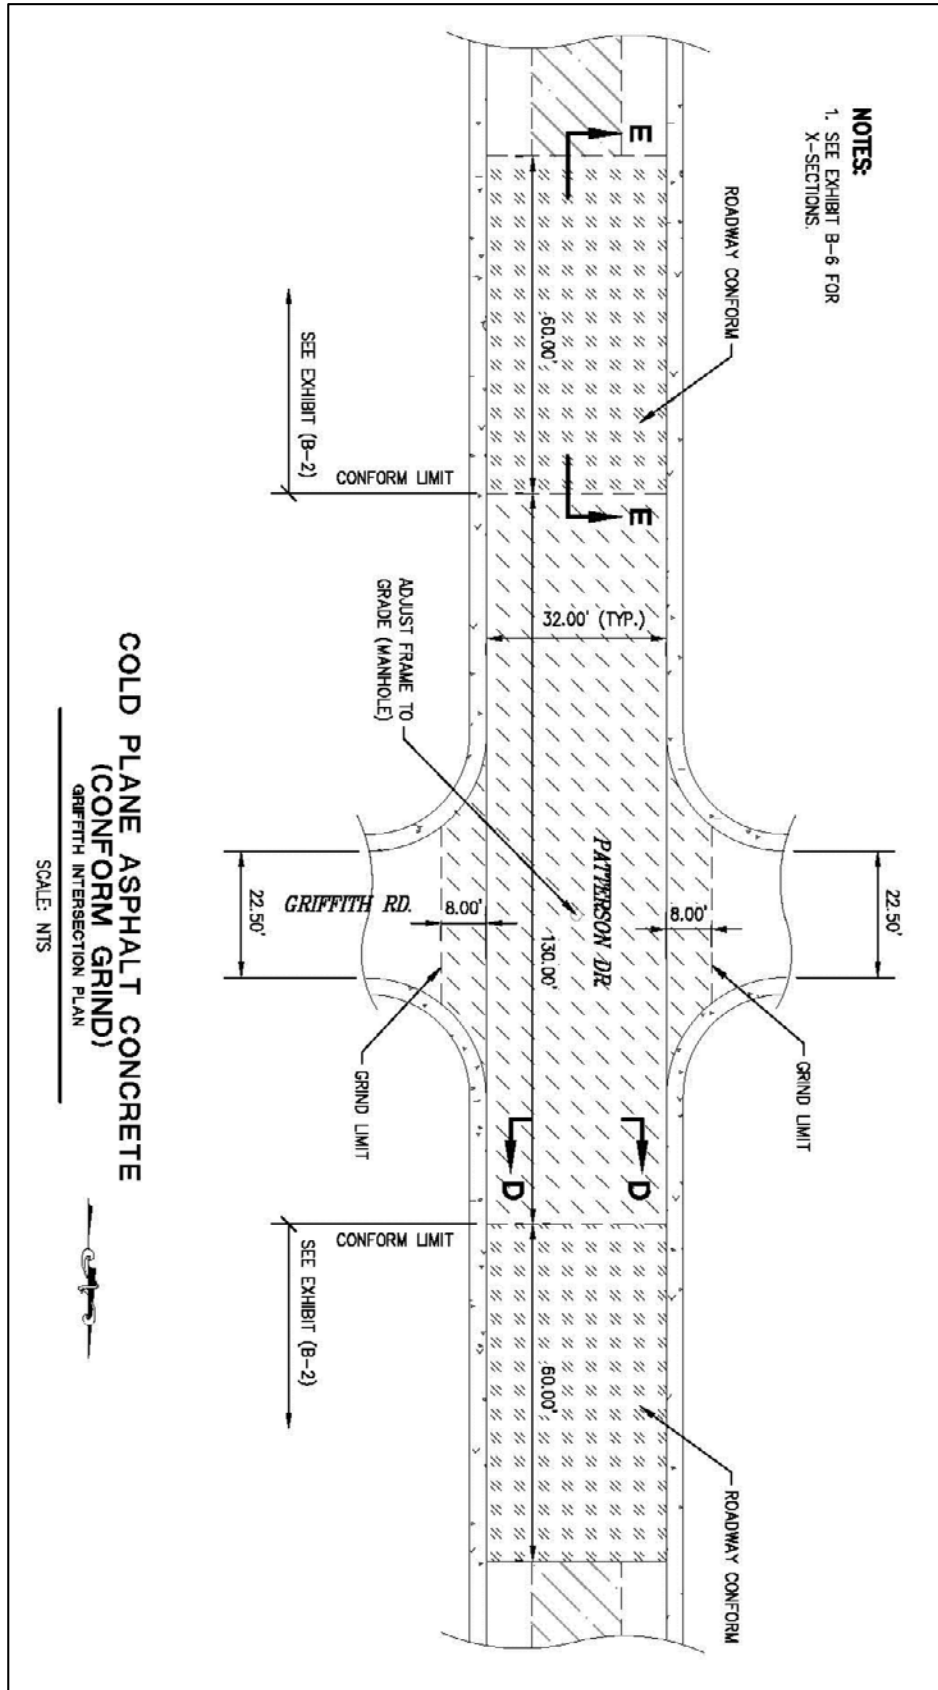 NOTES:
1. SEE EXHIBIT B-6 FOR
X-SECTIONS.
ROADWAY CONFORM
ROADWAY CONFORM
E
E
60.00'
60.00'
SEE EXHIBIT (B-2)
CONFORM LIMIT
32.00' (TYP.)
ADJUST FRAME TO
GRADE (MANHOLE)
PATTERSON DR
130.00'
GRIFFITH RD.
8.00'
8.00'
22.50'
22.50'
GRIND LIMIT
GRIND LIMIT
D
D
CONFORM LIMIT
SEE EXHIBIT (B-2)
COLD PLANE ASPHALT CONCRETE
(CONFORM GRIND)
GRIFFITH INTERSECTION PLAN
SCALE: NTS